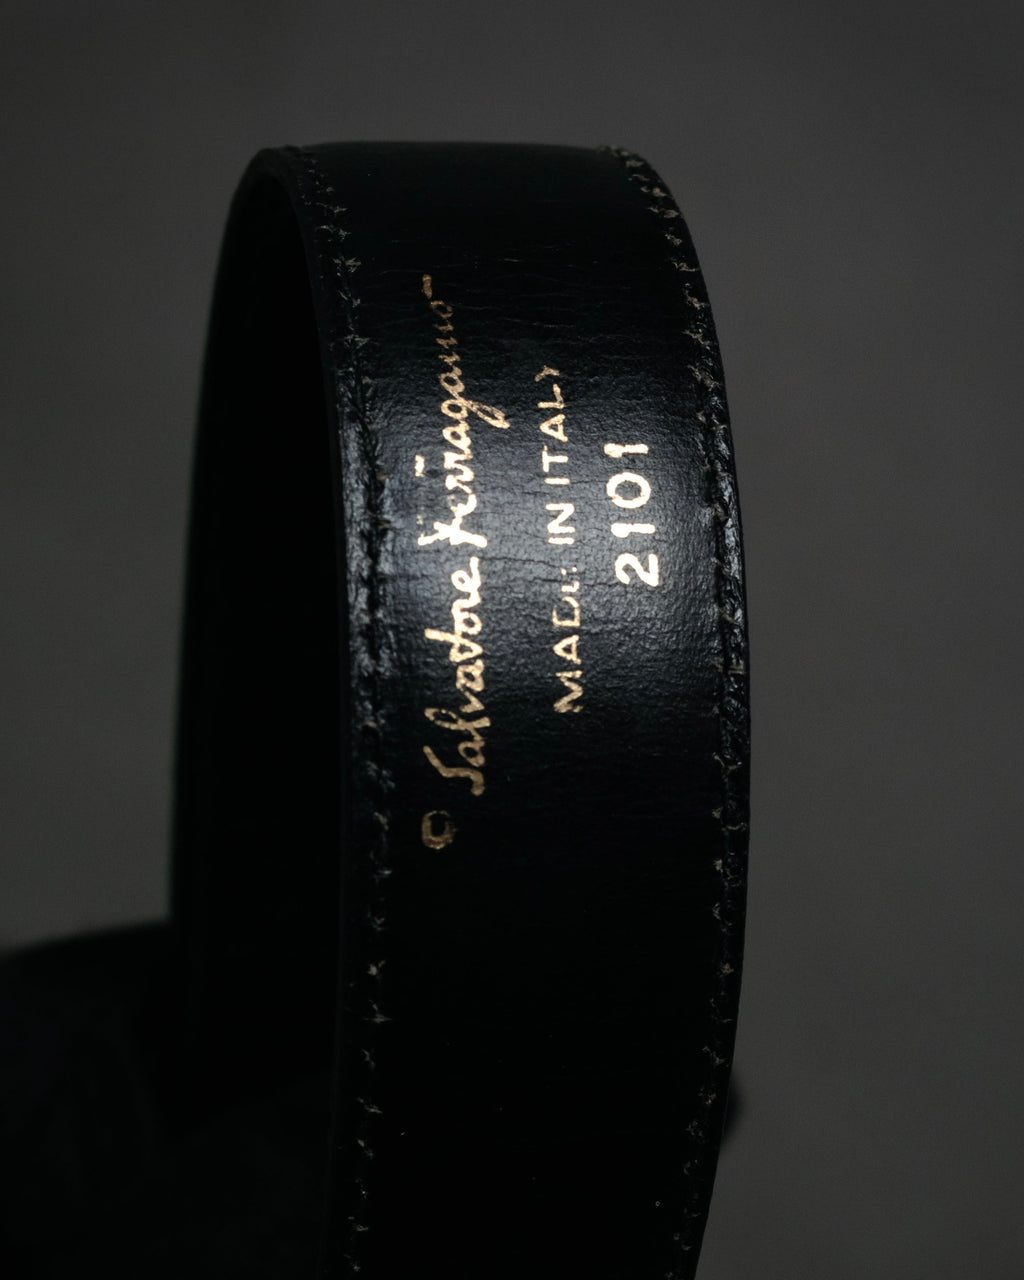 © Salvatore Ferragamo
MADE IN ITALY
2101